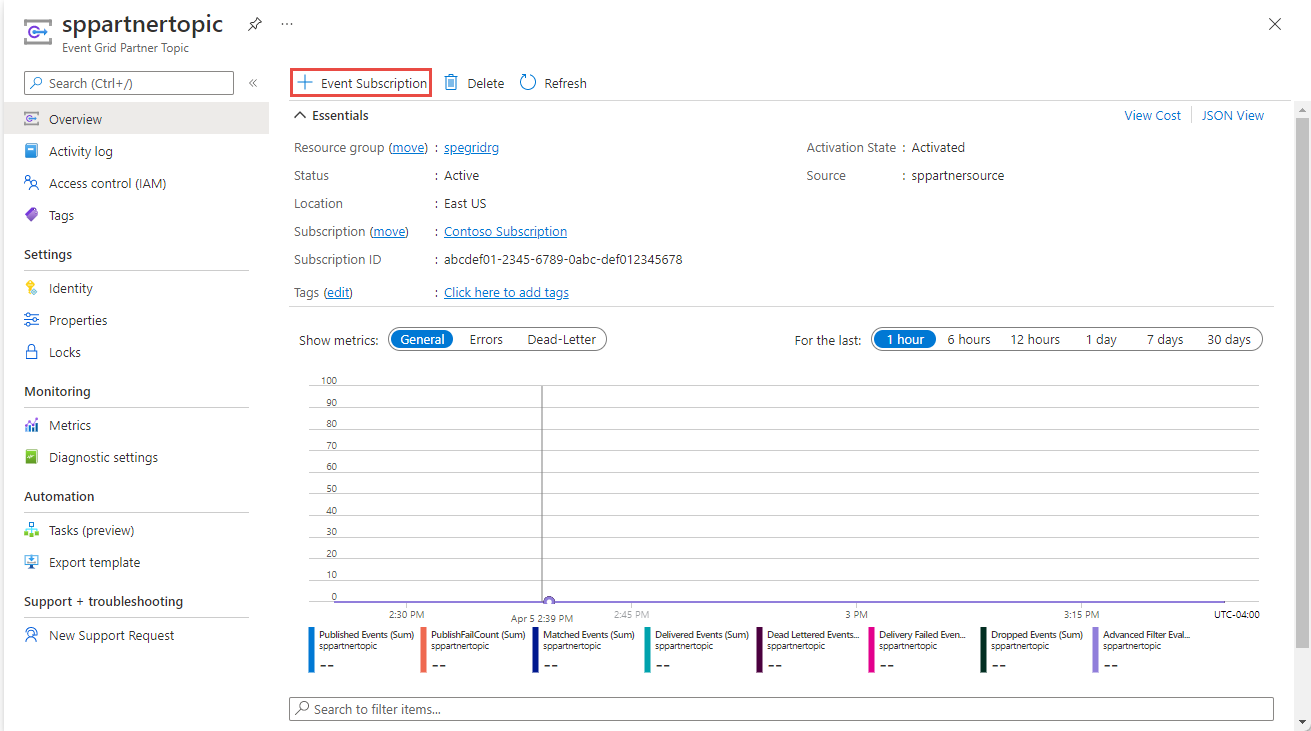 sppartnertopic
Event Grid Partner Topic
Search (Ctrl+/)
Overview
Activity log
Access control (IAM)
Tags
Settings
Identity
Properties
Locks
Monitoring
Metrics
Diagnostic settings
Automation
Tasks (preview)
Export template
Support + troubleshooting
New Support Request
Event Subscription Delete Refresh
Essentials View Cost JSON View
Resource group (move) : spegridrg
Status : Active
Location : East US
Subscription (move) : Contoso Subscription
Subscription ID : abcdef01-2345-6789-0abc-def012345678
Tags (edit) : Click here to add tags
Activation State : Activated
Source : sppartnersource
Show metrics: General Errors Dead-Letter
For the last: 1 hour 6 hours 12 hours 1 day 7 days 30 days
100
90
80
70
60
50
40
30
20
10
0
2:30 PM Apr 5 2:39 PM 2:45 PM 3 PM 3:15 PM UTC-04:00
Published Events (Sum)
sppartnertopic
--
PublishFailCount (Sum)
sppartnertopic
--
Matched Events (Sum)
sppartnertopic
--
Delivered Events (Sum)
sppartnertopic
--
Dead Lettered Events...
sppartnertopic
--
Delivery Failed Even...
sppartnertopic
--
Dropped Events (Sum)
sppartnertopic
--
Advanced Filter Eval...
sppartnertopic
--
Search to filter items...